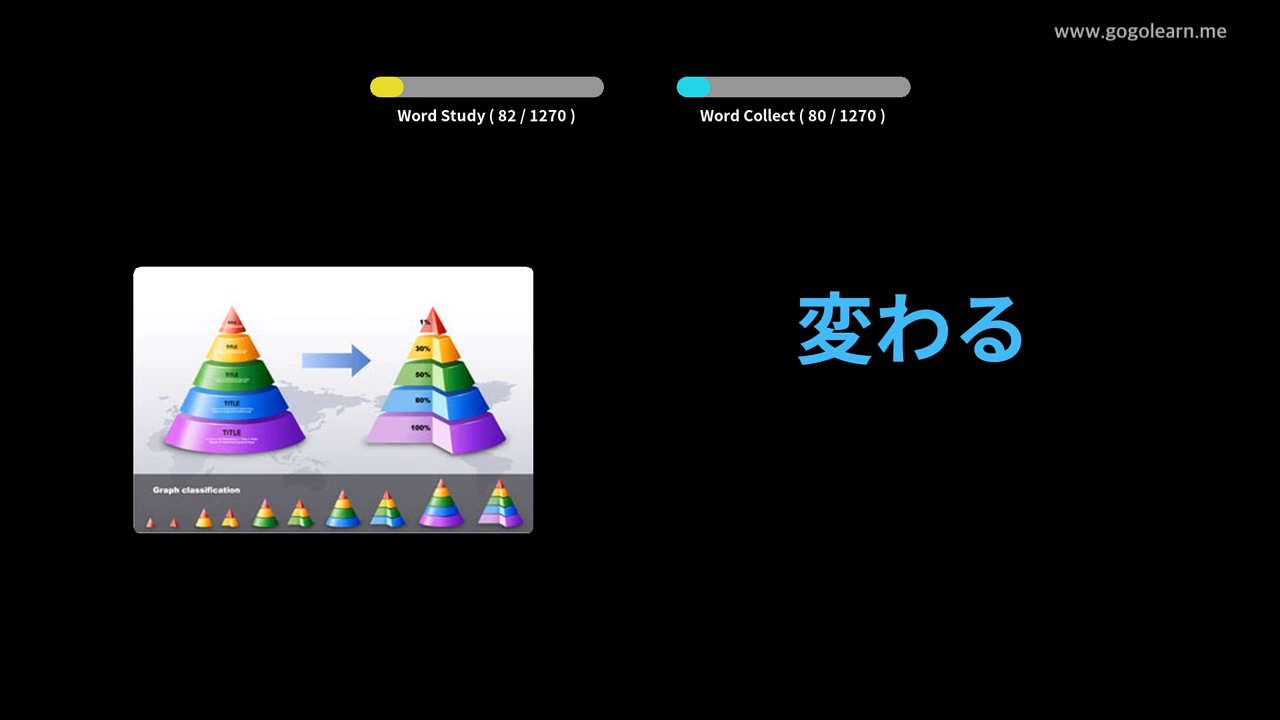 www.gogolearn.me
Word Study ( 82 / 1270 )
Word Collect ( 80 / 1270 )
変わる
TITLE
TITLE
TITLE
TITLE
1%
30%
50%
80%
100%
Graph classification